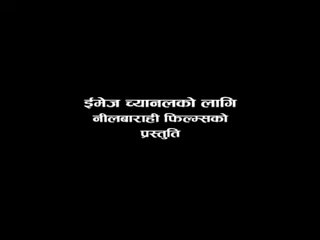 ईमेज च्यानलको लागि
नीलबाराही फिल्म्सको
प्रस्तुति